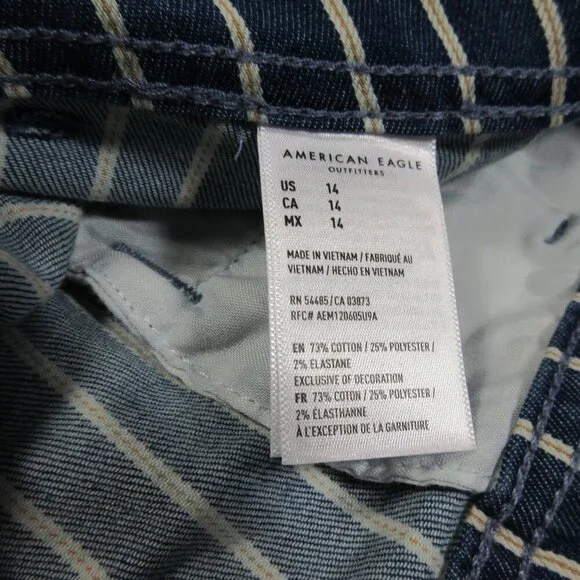 AMERICAN EAGLE
OUTFITTERS
US 14
CA 14
MX 14
MADE IN VIETNAM / FABRIQUÉ AU
VIETNAM / HECHO EN VIETNAM
RN 54485/CA 03873
RFC# AEM120605U9A
EN 73% COTTON / 25% POLYESTER /
2% ELASTANE
EXCLUSIVE OF DECORATION
FR 73% COTON / 25% POLYESTER /
2% ÉLASTHANNE
À L'EXCEPTION DE LA GARNITURE